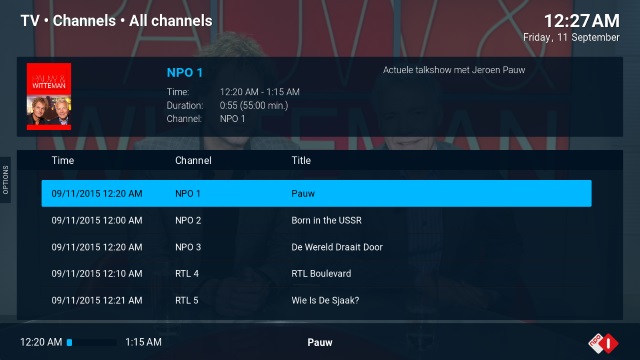 TV • Channels • All channels
12:27 AM
Friday, 11 September
PAUW &
WITTEMAN
NPO 1
Actuele talkshow met Jeroen Pauw
Time: 12:20 AM - 1:15 AM
Duration: 0:55 (55:00 min.)
Channel: NPO 1
OPTIONS
Time Channel Title
09/11/2015 12:20 AM NPO 1 Pauw
09/11/2015 12:00 AM NPO 2 Born in the USSR
09/11/2015 12:20 AM NPO 3 De Wereld Draait Door
09/11/2015 12:10 AM RTL 4 RTL Boulevard
09/11/2015 12:21 AM RTL 5 Wie Is De Sjaak?
12:20 AM 1:15 AM Pauw
npo 1